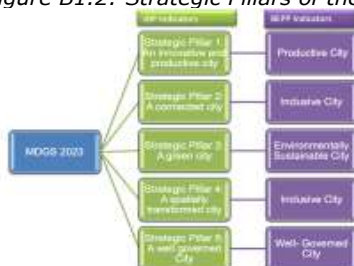 Figure B1.2: Strategic Pillars of the
IDP Indicators
BEPP Indicators
Strategic Pillar 1
An innovative and
productive city
Productive City
Strategic Pillar 2
A connected city
Inclusive City
MDGS 2023
Strategic Pillar 3
A green city
Environmentally
Sustainable City
Strategic Pillar 4
A spatially
transformed city
Inclusive City
Strategic Pillar 5
A well governed
City
Well- Governed
City